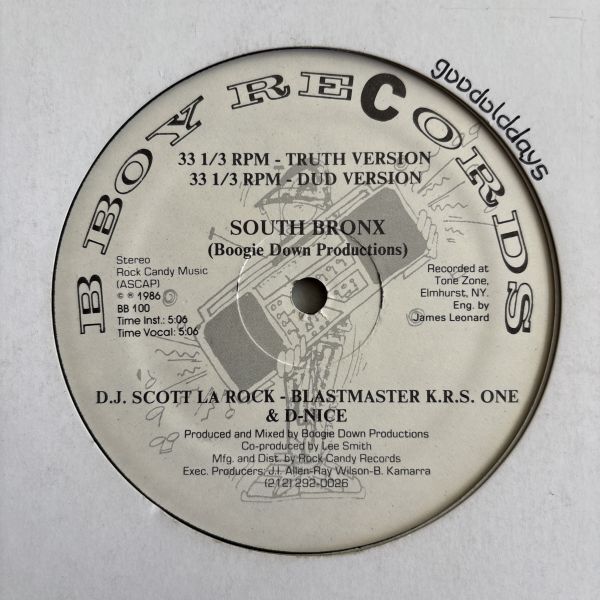 B BOY RECORDS
gooddolddays
33 1/3 RPM - TRUTH VERSION
33 1/3 RPM - DUD VERSION
SOUTH BRONX
(Boogie Down Productions)
Stereo
Rock Candy Music
(ASCAP)
© ℗ 1986
BB 100
Time Inst.: 5:06
Time Vocal: 5:06
Recorded at
Tone Zone,
Elmhurst, NY.
Eng. by
James Leonard
D.J. SCOTT LA ROCK - BLASTMASTER K.R.S. ONE
& D-NICE
Produced and Mixed by Boogie Down Productions
Co-produced by Lee Smith
Mfg. and Dist. by Rock Candy Records
Exec. Producers: J.I. Allen-Ray Wilson-B. Kamarra
(212) 292-0026